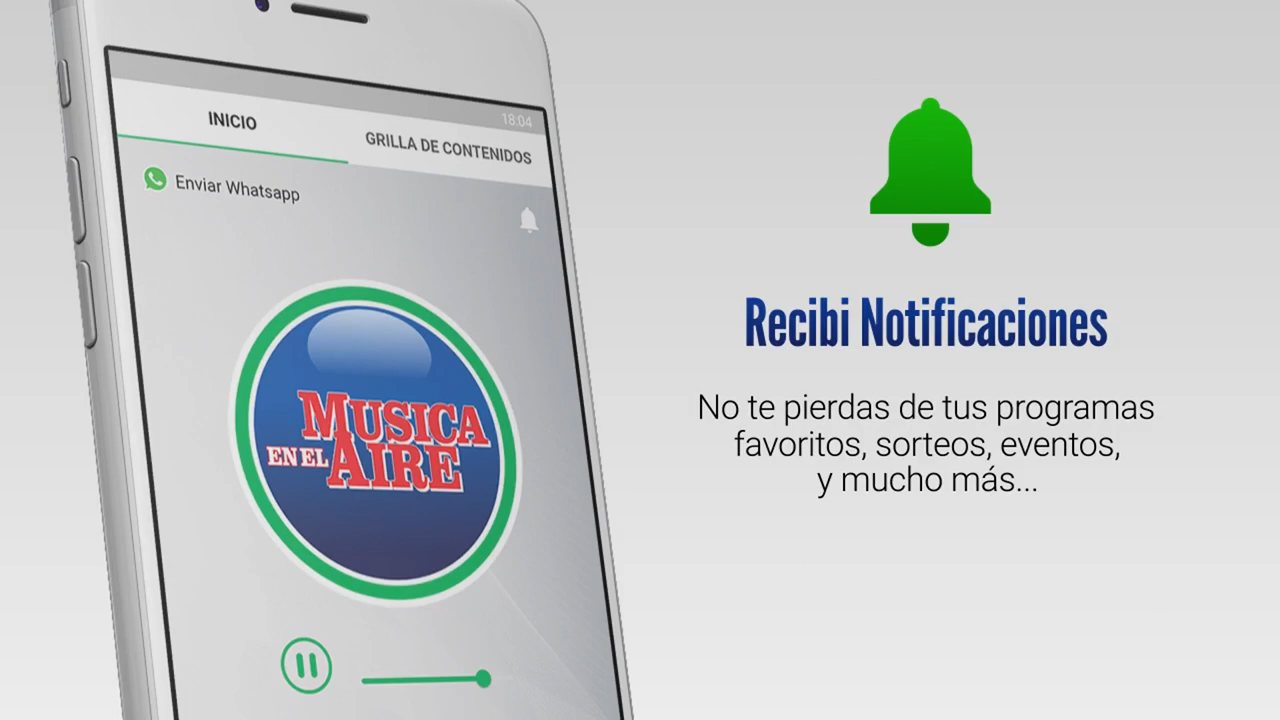 18:04
INICIO
GRILLA DE CONTENIDOS
Enviar Whatsapp
MUSICA
EN EL AIRE
Recibi Notificaciones
No te pierdas de tus programas
favoritos, sorteos, eventos,
y mucho más...